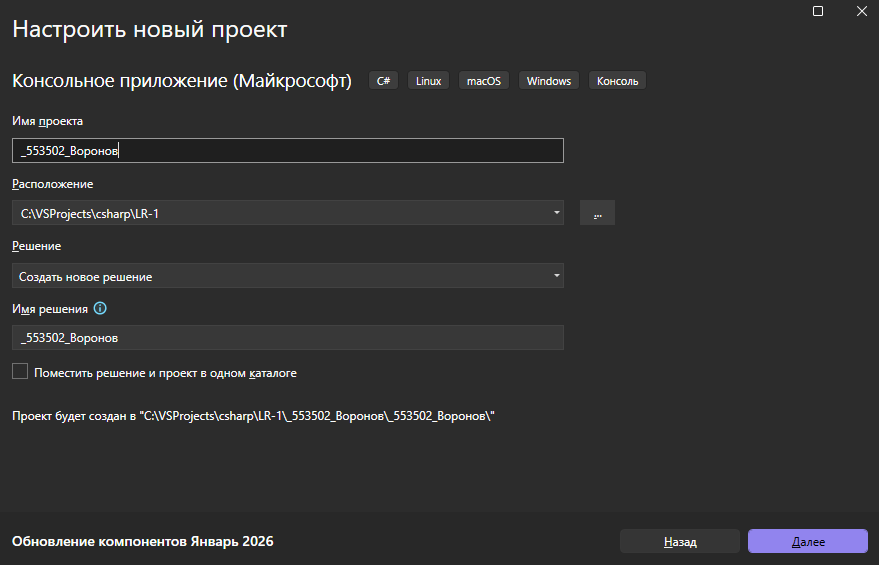 Настроить новый проект
Консольное приложение (Майкрософт) C# Linux macOS Windows Консоль
Имя проекта
_553502_Воронов
Расположение
C:\VSProjects\csharp\LR-1 ...
Решение
Создать новое решение
Имя решения
_553502_Воронов
Поместить решение и проект в одном каталоге
Проект будет создан в "C:\VSProjects\csharp\LR-1\_553502_Воронов\_553502_Воронов\"
Обновление компонентов Январь 2026 Назад Далее